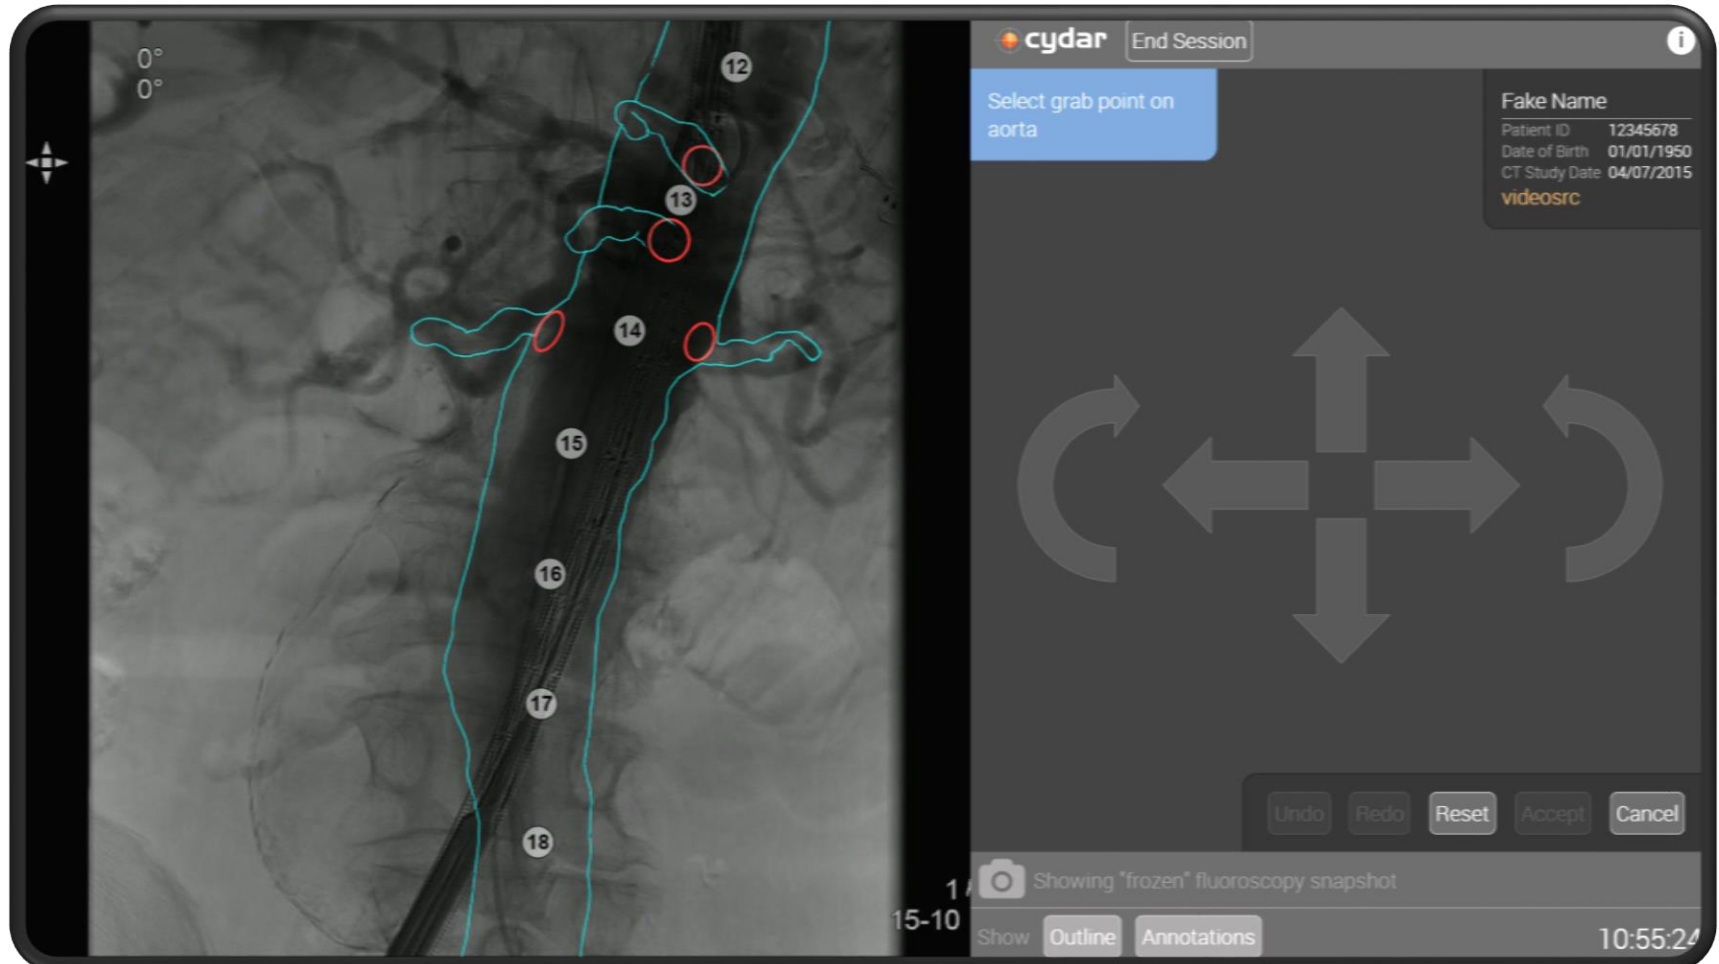 0°
0°
12
13
14
15
16
17
18
1
15-10
cydar
End Session
i
Select grab point on
aorta
Fake Name
Patient ID 12345678
Date of Birth 01/01/1950
CT Study Date 04/07/2015
videosrc
Undo
Redo
Reset
Accept
Cancel
Showing "frozen" fluoroscopy snapshot
Show
Outline
Annotations
10:55:24